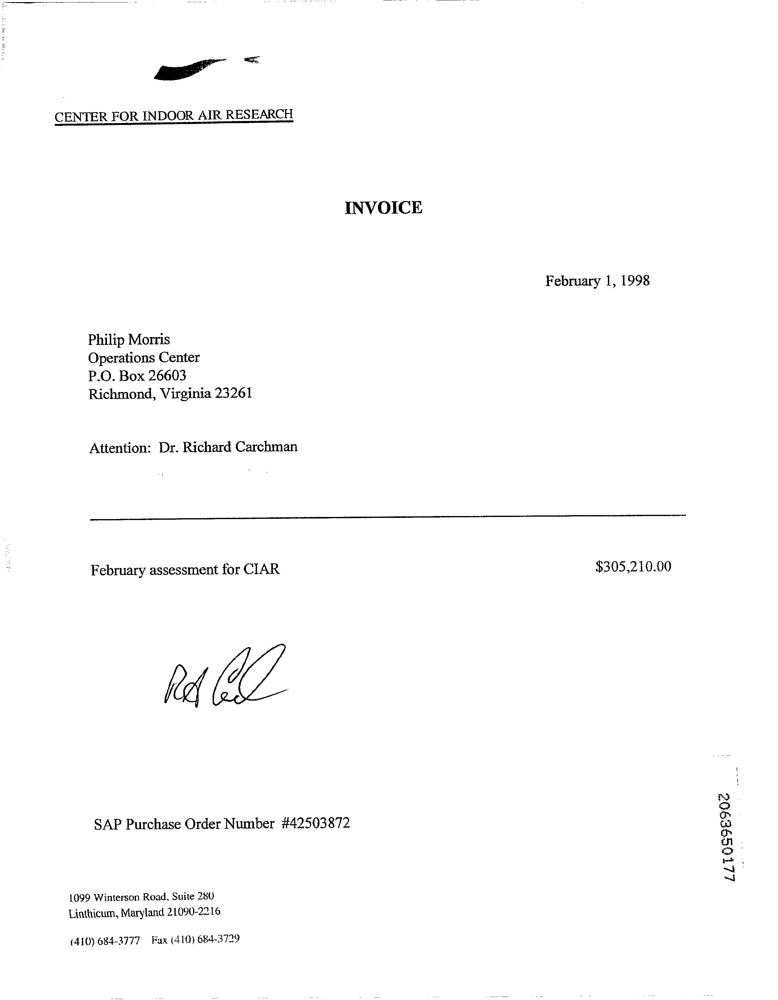 CENTER FOR INDOOR AIR RESEARCH
INVOICE
February 1, 1998
Philip Morris
Operations Center
P.O. Box 26603
Richmond, Virginia 23261
Attention: Dr. Richard Carchman
February assessment for CIAR $305,210.00
SAP Purchase Order Number #42503872
2063650177
1099 Winterson Road, Suite 280
Linthicum, Maryland 21090-2216
(410) 684-3777 Fax (410) 684-3729